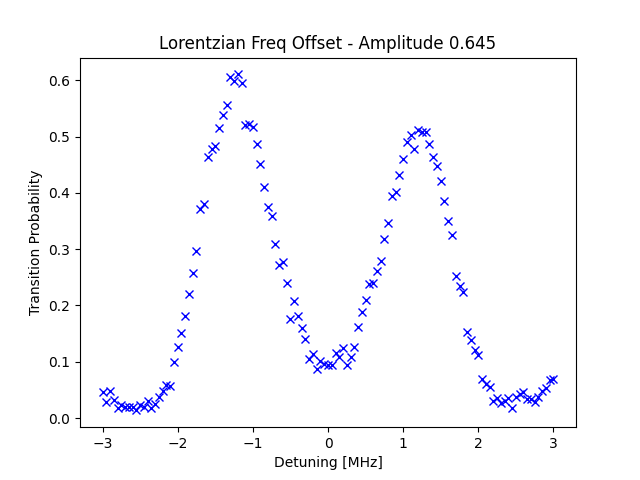 Lorentzian Freq Offset - Amplitude 0.645
Transition Probability
0.6
0.5
0.4
0.3
0.2
0.1
0.0
−3 −2 −1 0 1 2 3
Detuning [MHz]